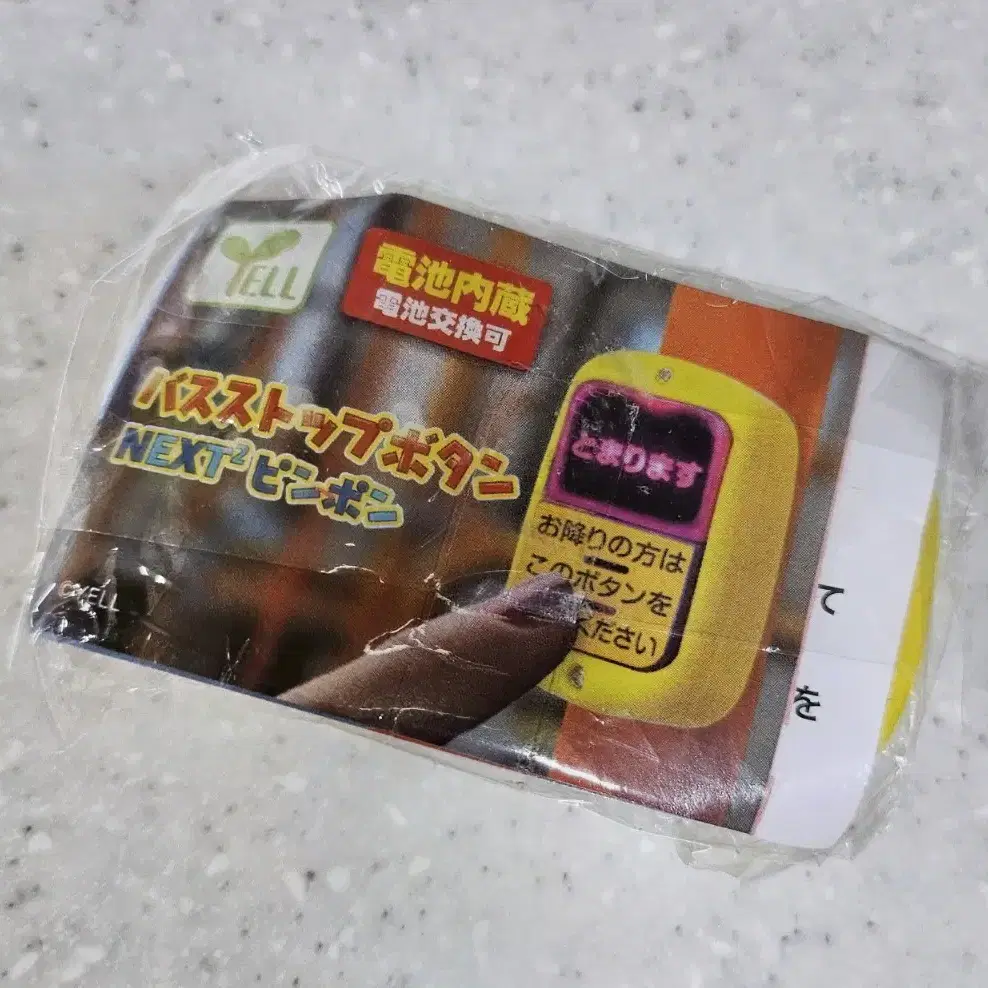 YELL
電池内蔵
電池交換可
バスストップボタン
NEXT² ピンポン
とまります
お降りの方は
このボタンを
ください
©YELL
て
を